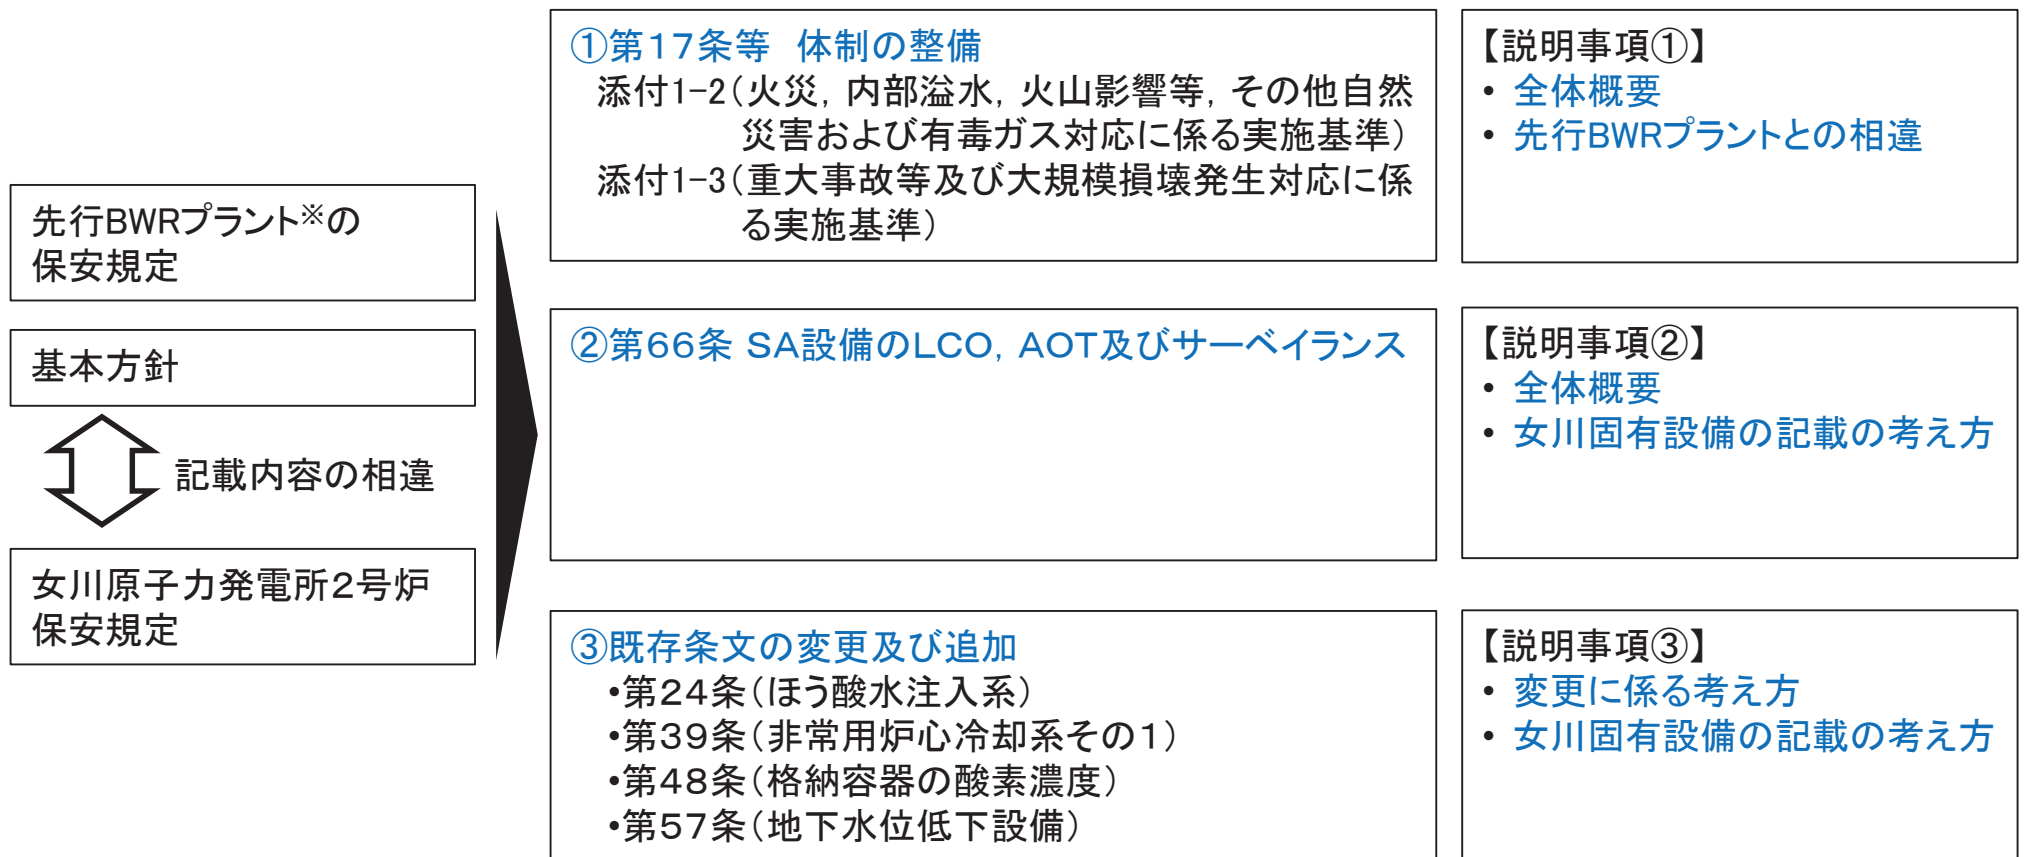 先行BWRプラント※の
保安規定
基本方針
記載内容の相違
女川原子力発電所２号炉
保安規定
①第１７条等　体制の整備
添付1-2（火災，内部溢水，火山影響等，その他自然
災害および有毒ガス対応に係る実施基準）
添付1-3（重大事故等及び大規模損壊発生対応に係
る実施基準）
【説明事項①】
• 全体概要
• 先行BWRプラントとの相違
②第６６条 ＳＡ設備のＬＣＯ，ＡＯＴ及びサーベイランス
【説明事項②】
• 全体概要
• 女川固有設備の記載の考え方
③既存条文の変更及び追加
•第２４条（ほう酸水注入系）
•第３９条（非常用炉心冷却系その１）
•第４８条（格納容器の酸素濃度）
•第５７条（地下水位低下設備）
【説明事項③】
• 変更に係る考え方
• 女川固有設備の記載の考え方